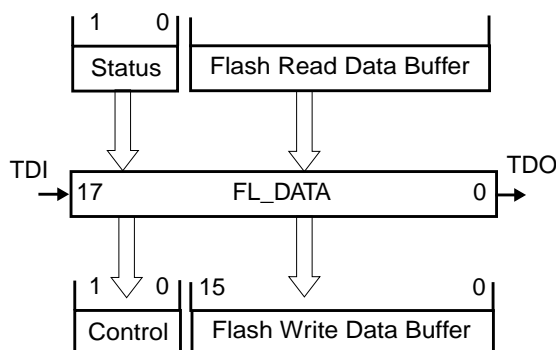 1 0
Status Flash Read Data Buffer
TDI TDO
17 FL_DATA 0
1 0 15 0
Control Flash Write Data Buffer